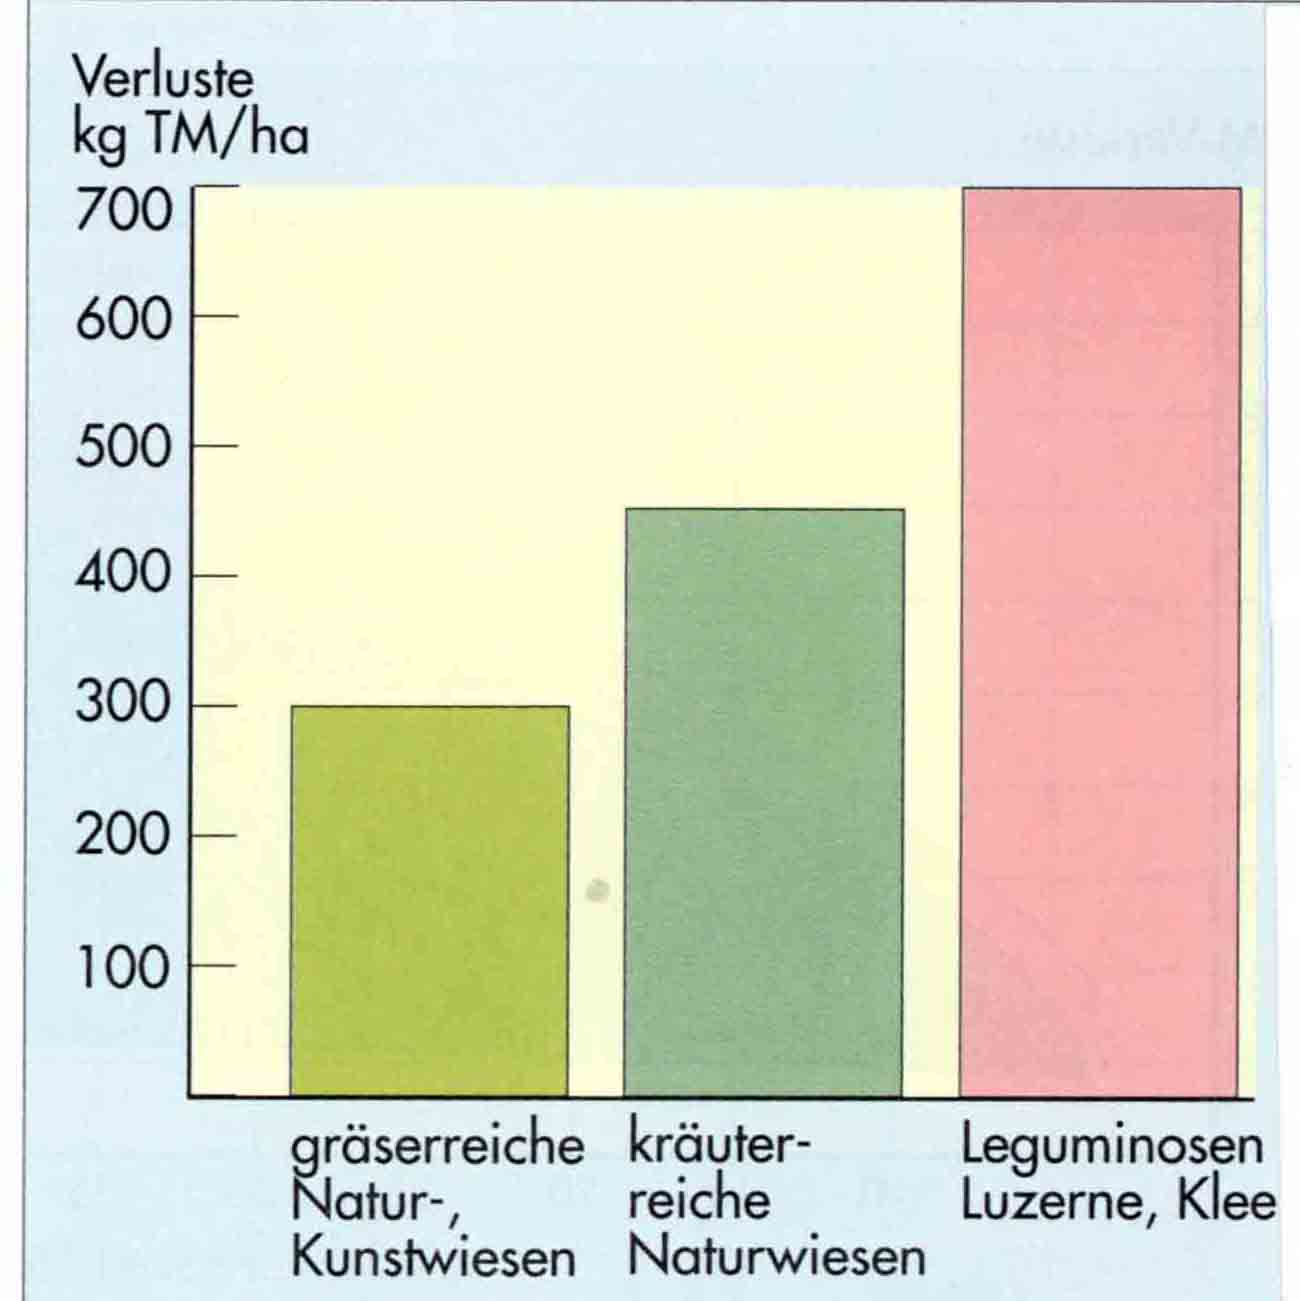 Verluste
kg TM/ha
700
600
500
400
300
200
100
gräserreiche
Natur-,
Kunstwiesen
kräuter-
reiche
Naturwiesen
Leguminosen
Luzerne, Klee